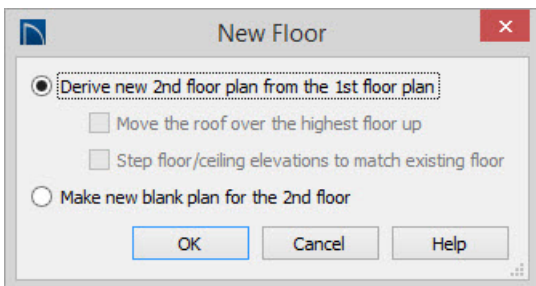 New Floor
Derive new 2nd floor plan from the 1st floor plan
Move the roof over the highest floor up
Step floor/ceiling elevations to match existing floor
Make new blank plan for the 2nd floor
OK Cancel Help